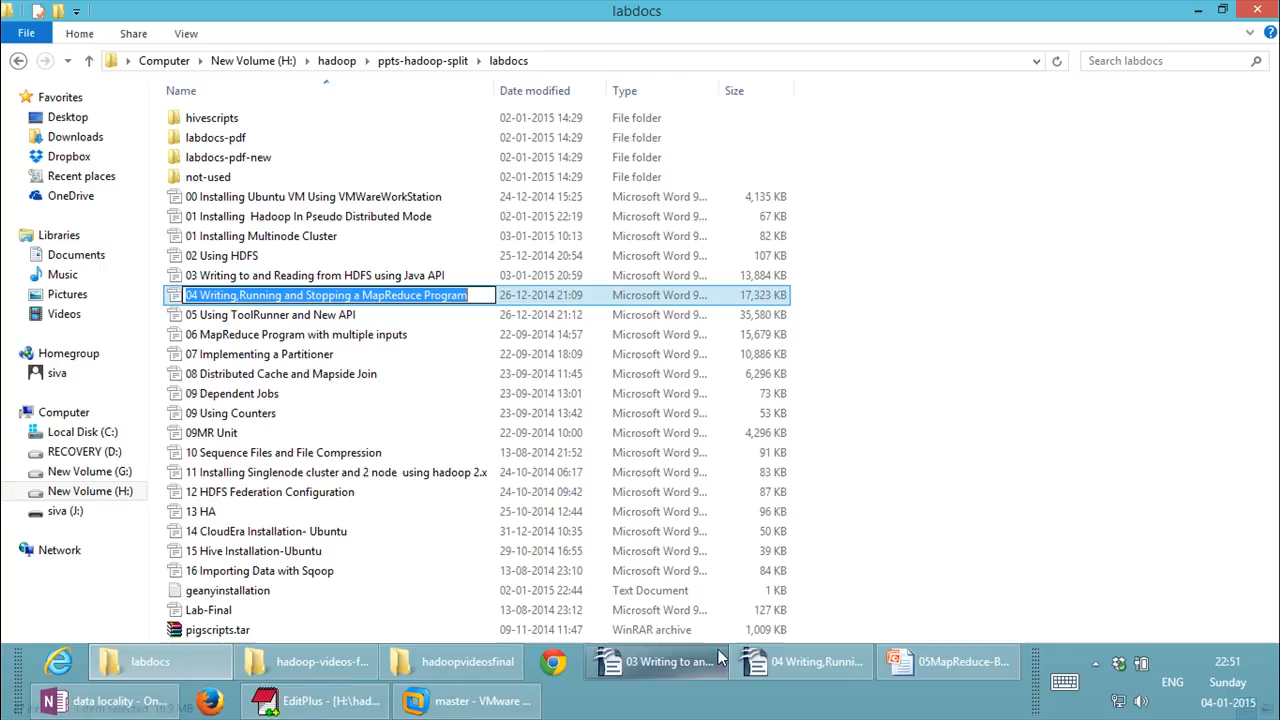 labdocs
File Home Share View
Computer New Volume (H:) hadoop ppts-hadoop-split labdocs Search labdocs
Name Date modified Type Size
Favorites
Desktop
Downloads
Dropbox
Recent places
OneDrive
Libraries
Documents
Music
Pictures
Videos
Homegroup
siva
Computer
Local Disk (C:)
RECOVERY (D:)
New Volume (G:)
New Volume (H:)
siva (J:)
Network
hivescripts 02-01-2015 14:29 File folder
labdocs-pdf 02-01-2015 14:29 File folder
labdocs-pdf-new 02-01-2015 14:29 File folder
not-used 02-01-2015 14:29 File folder
00 Installing Ubuntu VM Using VMWareWorkStation 24-12-2014 15:25 Microsoft Word 9... 4,135 KB
01 Installing  Hadoop In Pseudo Distributed Mode 02-01-2015 22:19 Microsoft Word 9... 67 KB
01 Installing Multinode Cluster 03-01-2015 10:13 Microsoft Word 9... 82 KB
02 Using HDFS 25-12-2014 20:54 Microsoft Word 9... 107 KB
03 Writing to and Reading from HDFS using Java API 03-01-2015 20:59 Microsoft Word 9... 13,884 KB
04 Writing,Running and Stopping a MapReduce Program 26-12-2014 21:09 Microsoft Word 9... 17,323 KB
05 Using ToolRunner and New API 26-12-2014 21:12 Microsoft Word 9... 35,580 KB
06 MapReduce Program with multiple inputs 22-09-2014 14:57 Microsoft Word 9... 15,679 KB
07 Implementing a Partitioner 22-09-2014 18:09 Microsoft Word 9... 10,886 KB
08 Distributed Cache and Mapside Join 23-09-2014 11:45 Microsoft Word 9... 6,296 KB
09 Dependent Jobs 23-09-2014 13:01 Microsoft Word 9... 73 KB
09 Using Counters 23-09-2014 13:42 Microsoft Word 9... 53 KB
09MR Unit 22-09-2014 10:00 Microsoft Word 9... 4,296 KB
10 Sequence Files and File Compression 13-08-2014 21:52 Microsoft Word 9... 91 KB
11 Installing Singlenode cluster and 2 node  using hadoop 2.x 24-10-2014 06:17 Microsoft Word 9... 83 KB
12 HDFS Federation Configuration 24-10-2014 09:42 Microsoft Word 9... 87 KB
13 HA 25-10-2014 12:44 Microsoft Word 9... 96 KB
14 CloudEra Installation- Ubuntu 31-12-2014 10:35 Microsoft Word 9... 50 KB
15 Hive Installation-Ubuntu 29-10-2014 16:55 Microsoft Word 9... 39 KB
16 Importing Data with Sqoop 13-08-2014 23:10 Microsoft Word 9... 84 KB
geanyinstallation 02-01-2015 22:44 Text Document 1 KB
Lab-Final 13-08-2014 23:12 Microsoft Word 9... 127 KB
pigscripts.tar 09-11-2014 11:47 WinRAR archive 1,009 KB
labdocs hadoop-videos-f... hadoopvideosfinal 03 Writing to an... 04 Writing,Runni... 05MapReduce-B...
data locality - On... EditPlus - [H:\had... master - VMware ...
ENG
22:51
Sunday
04-01-2015